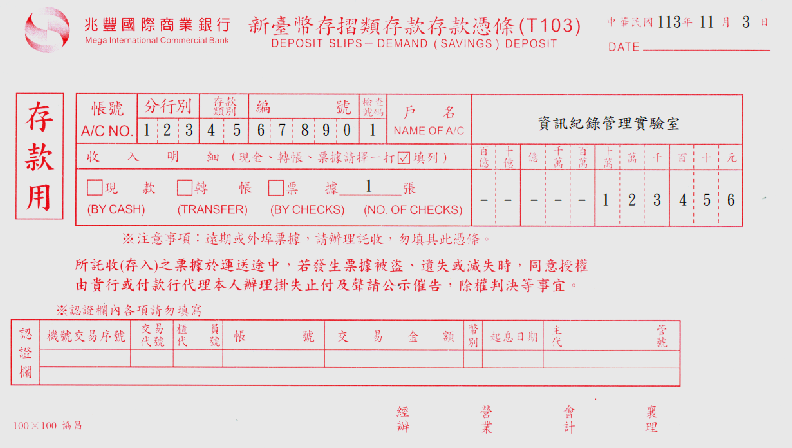 兆豐國際商業銀行
Mega International Commercial Bank
新臺幣存摺類存款存款憑條(T103)
DEPOSIT SLIPS－DEMAND (SAVINGS) DEPOSIT
中華民國 113年 11月 3日
DATE
存款用
帳號 A/C NO.
分行別 存款類別 編號 檢查號碼
1 2 3 4 5 6 7 8 9 0 1
戶名 NAME OF A/C
資訊紀錄管理實驗室
收入明細(現金、轉帳、票據請擇一打☑填列)
百億 十億 億 千萬 百萬 十萬 萬 千 百 十 元
□現款 □轉帳 □票據 1 張
(BY CASH) (TRANSFER) (BY CHECKS) (NO. OF CHECKS)
－ － － － － 1 2 3 4 5 6
※注意事項：遠期或外埠票據，請辦理託收，勿填具此憑條。
所託收(存入)之票據於運送途中，若發生票據被盜、遺失或滅失時，同意授權
由貴行或付款行代理本人辦理掛失止付及聲請公示催告，除權判決等事宜。
※認證欄內各項請勿填寫
認證欄
機號交易序號 交易代號 櫃員代號 帳號 交易金額 幣別 起息日期 主管代號
100×100
經辦 營業 會計 襄理